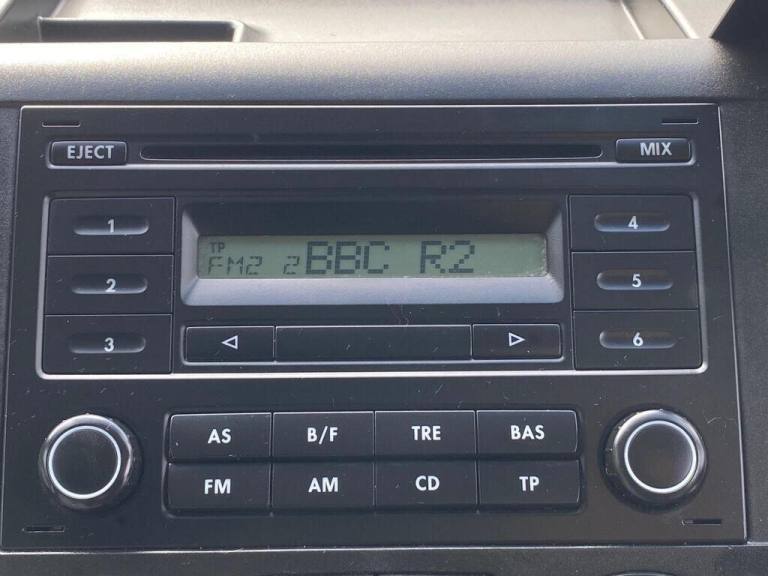 EJECT
MIX
1
TP
FM2 2 BBC R2
4
2
5
3
◁
▷
6
AS
B/F
TRE
BAS
FM
AM
CD
TP